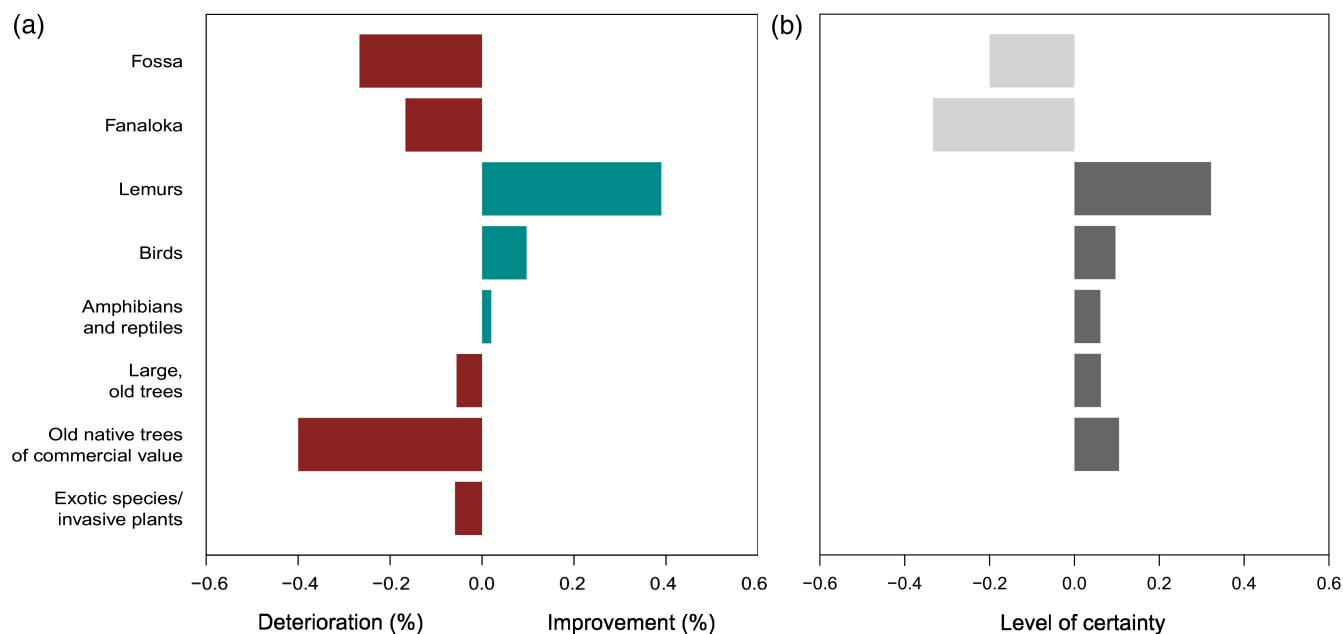 (a)
(b)
Fossa
Fanaloka
Lemurs
Birds
Amphibians
and reptiles
Large,
old trees
Old native trees
of commercial value
Exotic species/
invasive plants
−0.6 −0.4 −0.2 0.0 0.2 0.4 0.6
−0.6 −0.4 −0.2 0.0 0.2 0.4 0.6
Deterioration (%) Improvement (%)
Level of certainty